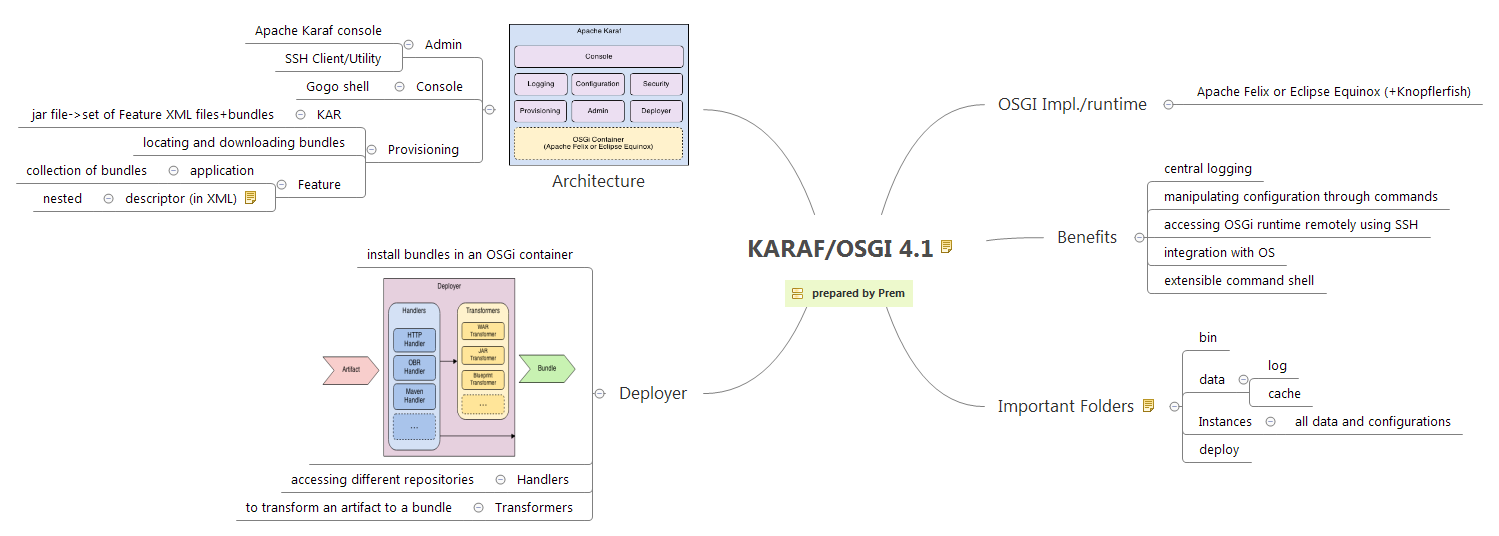 KARAF/OSGI 4.1
prepared by Prem
Architecture
Apache Karaf
Console
Logging
Configuration
Security
Provisioning
Admin
Deployer
OSGi Container
(Apache Felix or Eclipse Equinox)
Admin
Apache Karaf console
SSH Client/Utility
Console
Gogo shell
KAR
jar file->set of Feature XML files+bundles
Provisioning
locating and downloading bundles
Feature
application
collection of bundles
descriptor (in XML)
nested
Deployer
install bundles in an OSGi container
Deployer
Handlers
HTTP
Handler
OBR
Handler
Maven
Handler
...
Transformers
WAR
Transformer
JAR
Transformer
Blueprint
Transformer
...
Artifact
Bundle
Handlers
accessing different repositories
Transformers
to transform an artifact to a bundle
OSGI Impl./runtime
Apache Felix or Eclipse Equinox (+Knopflerfish)
Benefits
central logging
manipulating configuration through commands
accessing OSGi runtime remotely using SSH
integration with OS
extensible command shell
Important Folders
bin
data
log
cache
Instances
all data and configurations
deploy